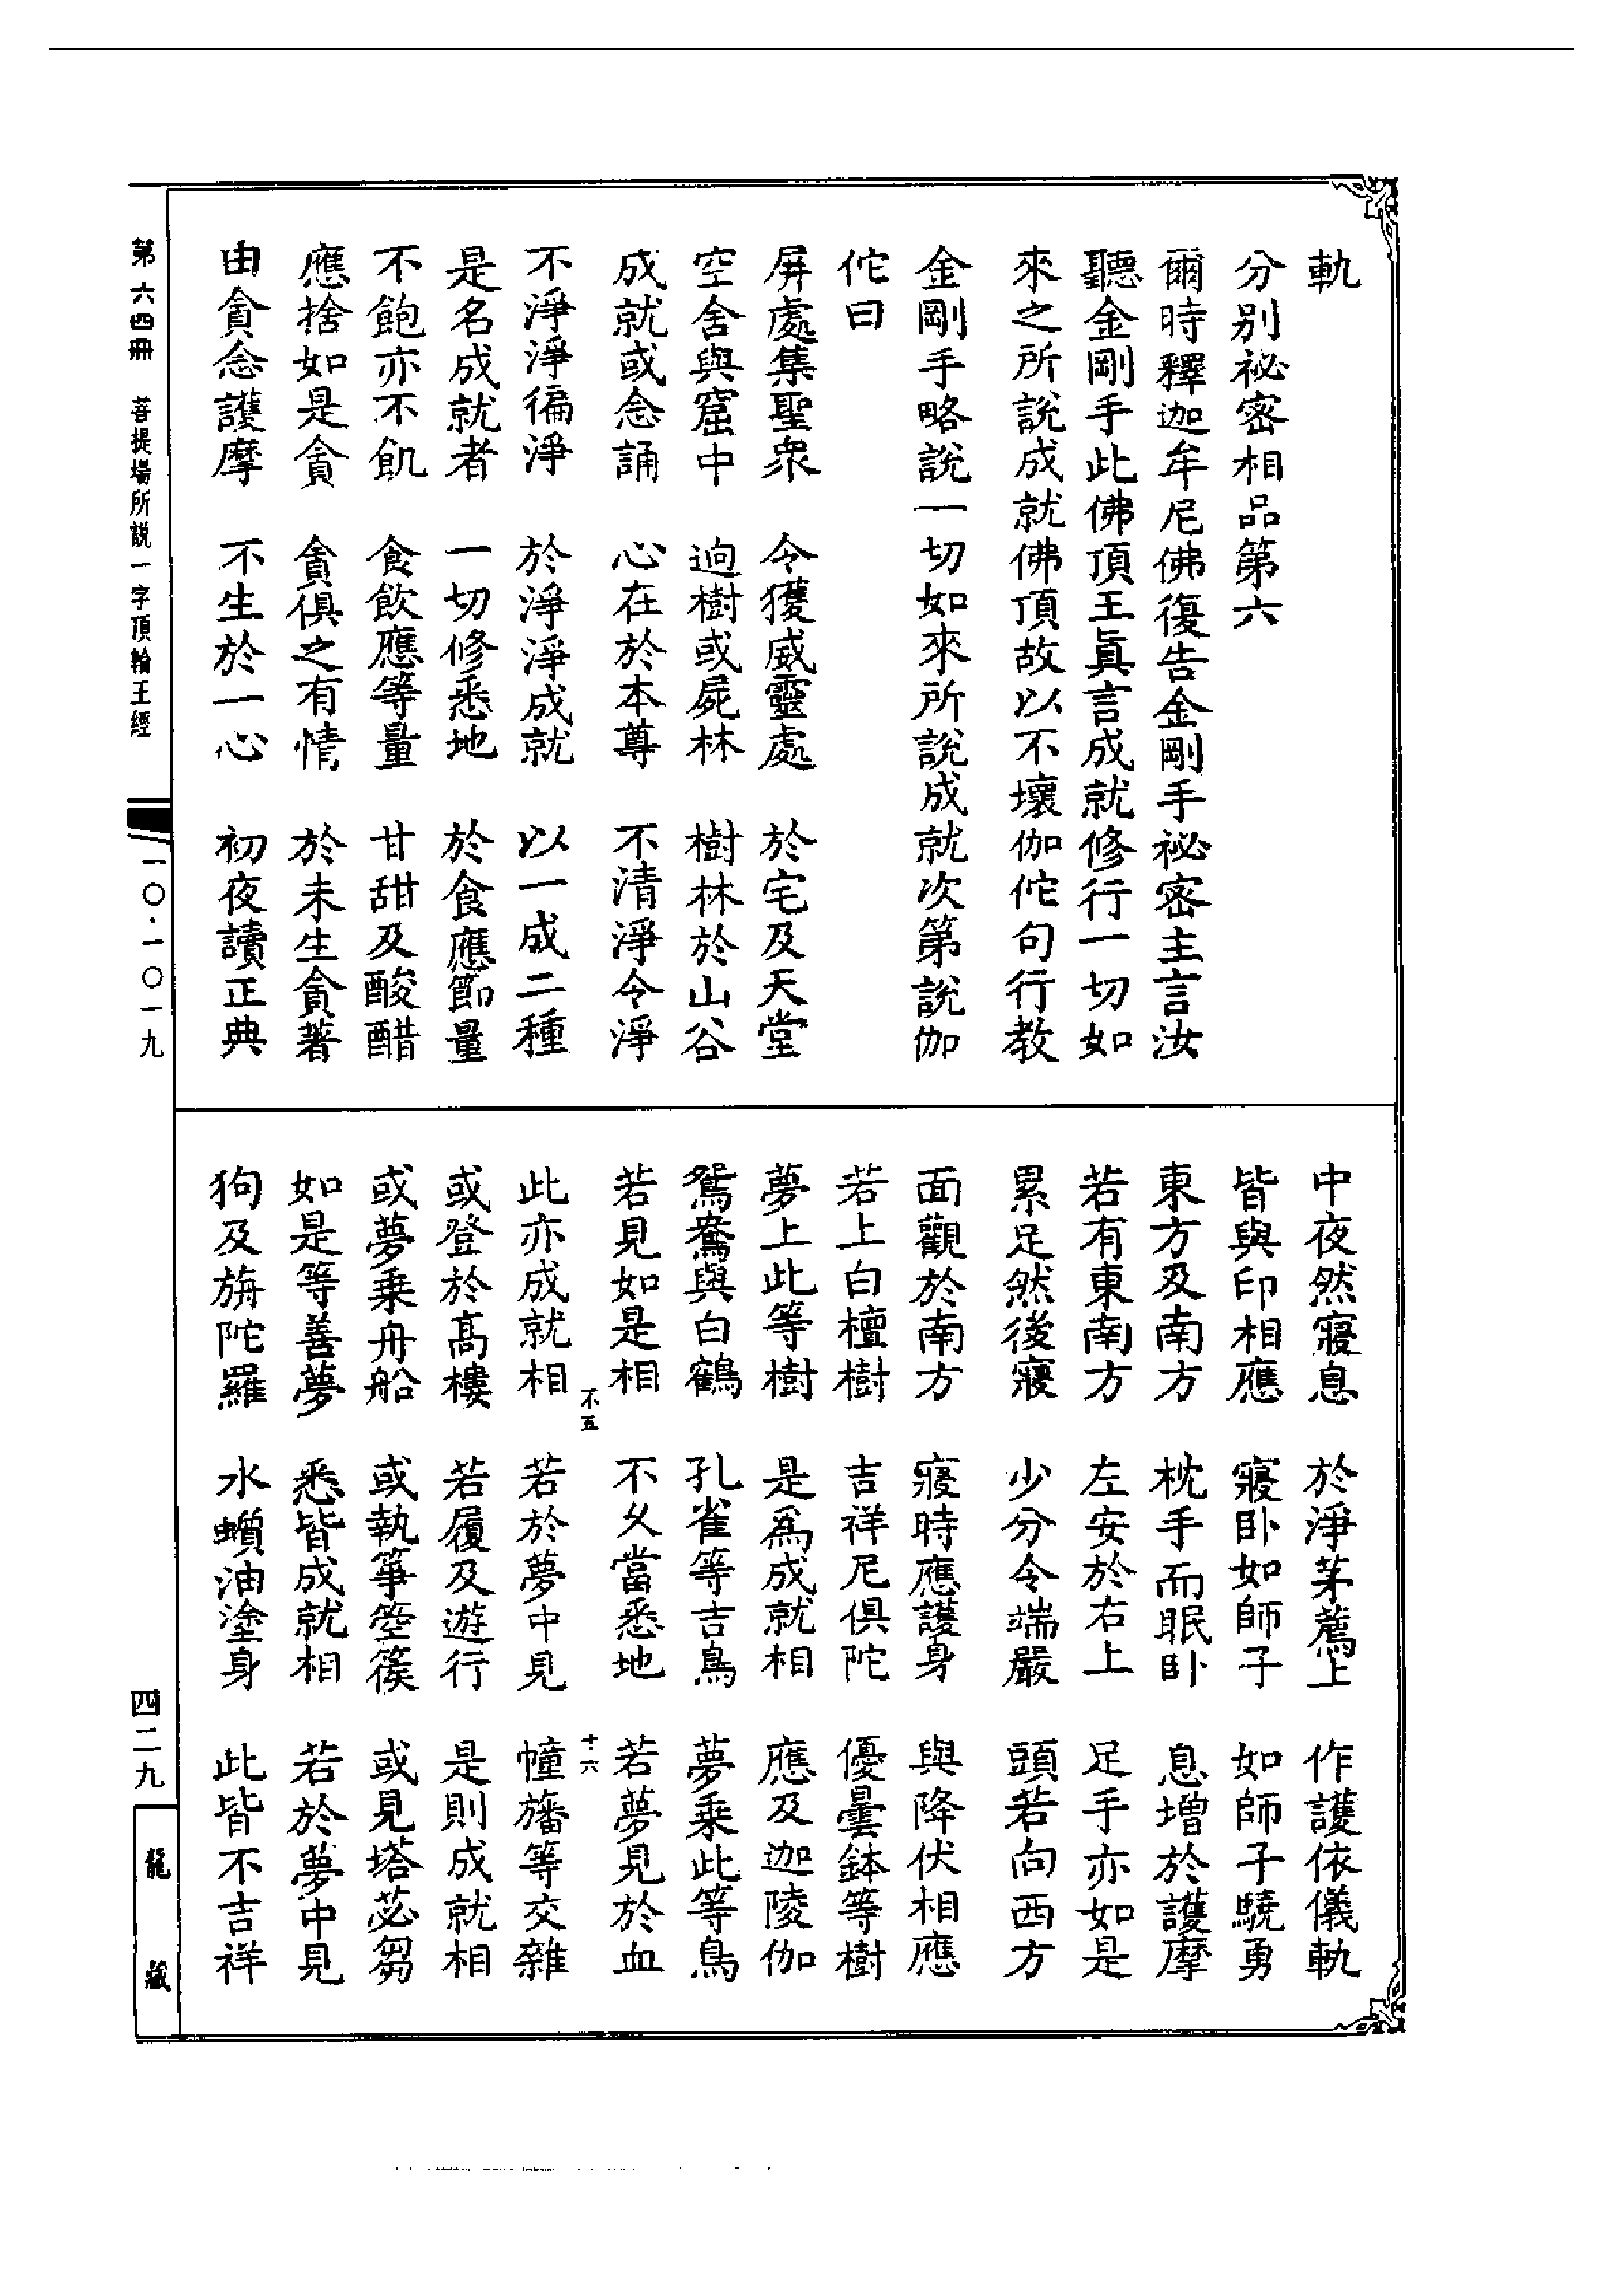 軌
分別祕密相品第六
爾時釋迦牟尼佛復告金剛手祕密主言汝
聽金剛手此佛頂王眞言成就修行一切如
來之所說成就佛頂故以不壞伽佗句行教
金剛手略說一切如來所說成就次第說伽
佗曰
屏處集聖衆　令獲威靈處　於宅及天堂
空舍與窟中　逈樹或屍林　樹林於山谷
成就或念誦　心在於本尊　不清淨令淨
不淨淨徧淨　於淨淨成就　以一成二種
是名成就者　一切修悉地　於食應節量
不飽亦不飢　食飲應等量　甘甜及酸醋
應捨如是貪　貪俱之有情　於未生貪著
由貪念護摩　不生於一心　初夜讀正典
中夜然寢息　於淨茅薦上　作護依儀軌
皆與印相應　寢卧如師子　如師子驍勇
東方及南方　枕手而眠卧　息增於護摩
若有東南方　左安於右上　足手亦如是
累足然後寢　少分令端嚴　頭若向西方
面觀於南方　寢時應護身　與降伏相應
若上白檀樹　吉祥尼俱陀　優曇鉢等樹
夢上此等樹　是爲成就相　應及迦陵伽
鴛鴦與白鶴　孔雀等吉鳥　夢乘此等鳥
若見如是相　不久當悉地　若夢見於血
不五　十六
此亦成就相　若於夢中見　幢旛等交雜
或登於高樓　若履及遊行　是則成就相
或夢乘舟船　或執箏箜篌　或見塔苾芻
如是等善夢　悉皆成就相　若於夢中見
狗及旃陀羅　水蠌油塗身　此皆不吉祥
第六四冊　菩提場所説一字頂輪王經
一〇·一〇一九
四二九
龍藏